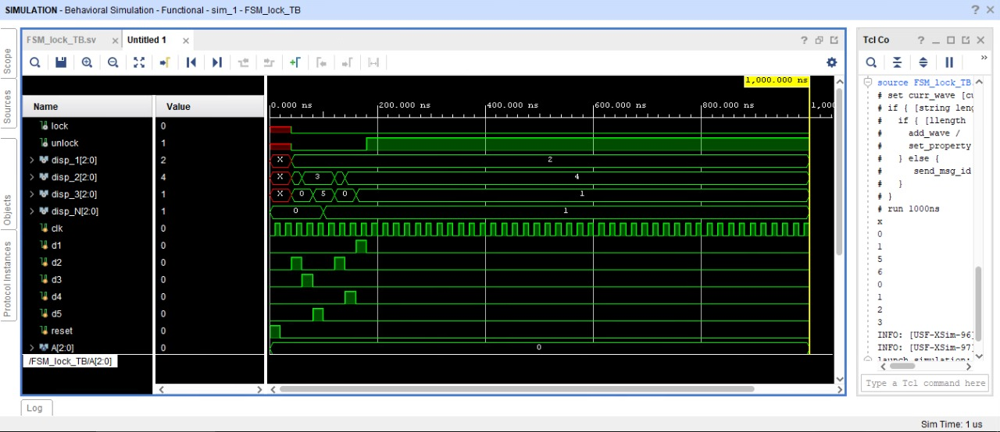 SIMULATION - Behavioral Simulation - Functional - sim_1 - FSM_lock_TB ? ×
Scope
Sources
Objects
Protocol Instances
FSM_lock_TB.sv × Untitled 1 × ?
Name Value
1,000.000 ns
0.000 ns 200.000 ns 400.000 ns 600.000 ns 800.000 ns 1,000
lock 0
unlock 1
disp_1[2:0] 2 X 2
disp_2[2:0] 4 X 3 4
disp_3[2:0] 1 X 0 5 0 1
disp_N[2:0] 1 0 1
clk 0
d1 0
d2 0
d3 0
d4 0
d5 0
reset 0
A[2:0] 0 0
/FSM_lock_TB/A[2:0]
Tcl Co ? _ ×
»
source FSM_lock_TB.
# set curr_wave [cu
# if { [string leng
# if { [llength
# add_wave /
# set_property
# } else {
# send_msg_id
# }
# }
# run 1000ns
x
0
1
5
6
0
1
2
3
INFO: [USF-XSim-96]
INFO: [USF-XSim-97]
launch_simulation:
Type a Tcl command here
Log
Sim Time: 1 us